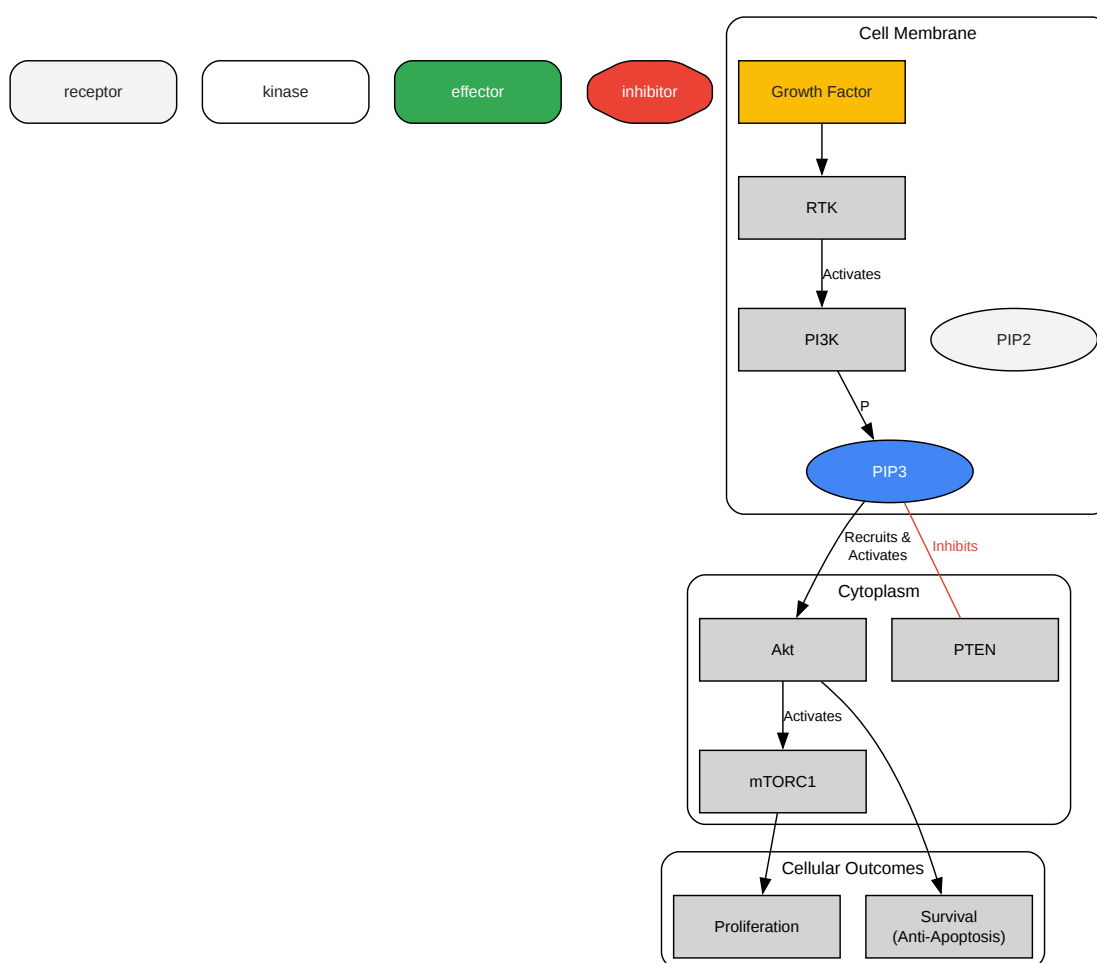 Cell Membrane
receptor
kinase
effector
inhibitor
Growth Factor
RTK
Activates
PI3K
PIP2
P
PIP3
Recruits &
Activates
Inhibits
Cytoplasm
Akt
PTEN
Activates
mTORC1
Cellular Outcomes
Proliferation
Survival
(Anti-Apoptosis)